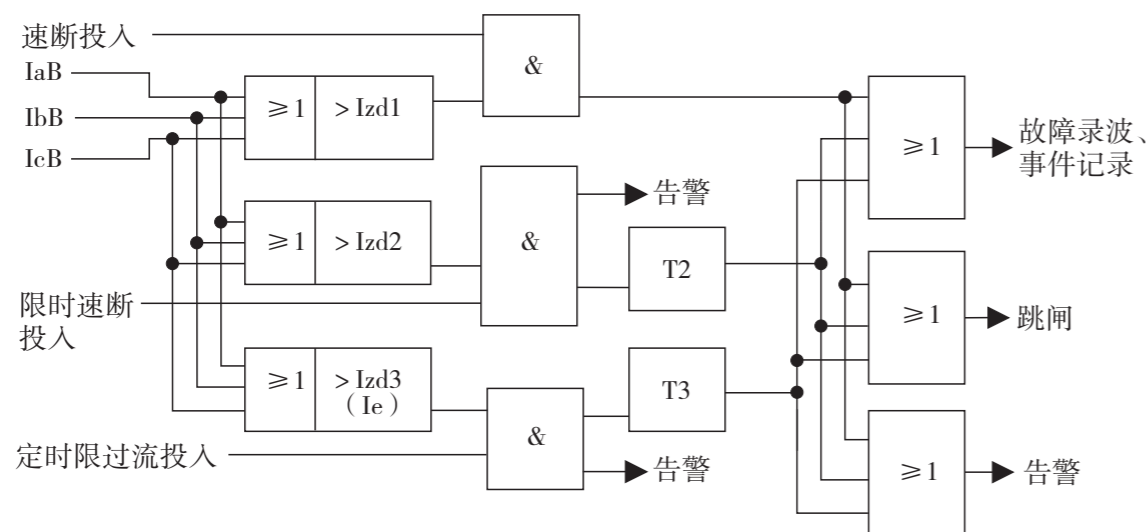 速断投入
IaB
IbB
IcB
≥1
> Izd1
&
≥1
故障录波、
事件记录
≥1
> Izd2
&
告警
T2
限时速断
投入
≥1
跳闸
≥1
> Izd3
（Ie）
T3
定时限过流投入
&
告警
≥1
告警